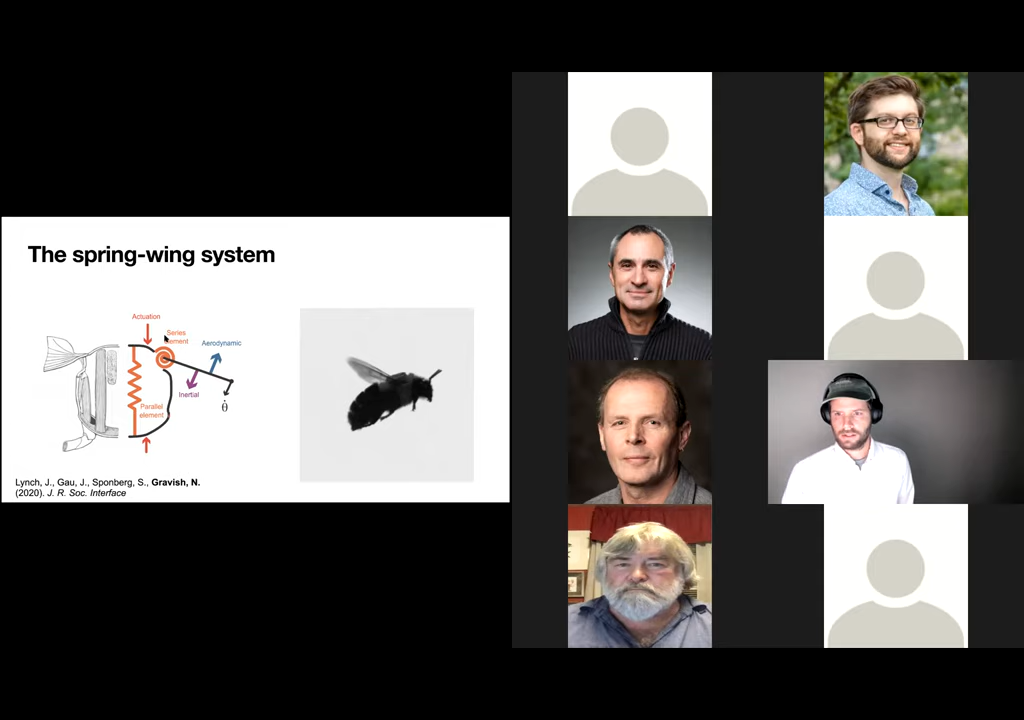 The spring-wing system
Actuation
Series
element
Aerodynamic
Inertial
Parallel
element
θ̇
Lynch, J., Gau, J., Sponberg, S., Gravish, N.
(2020). J. R. Soc. Interface